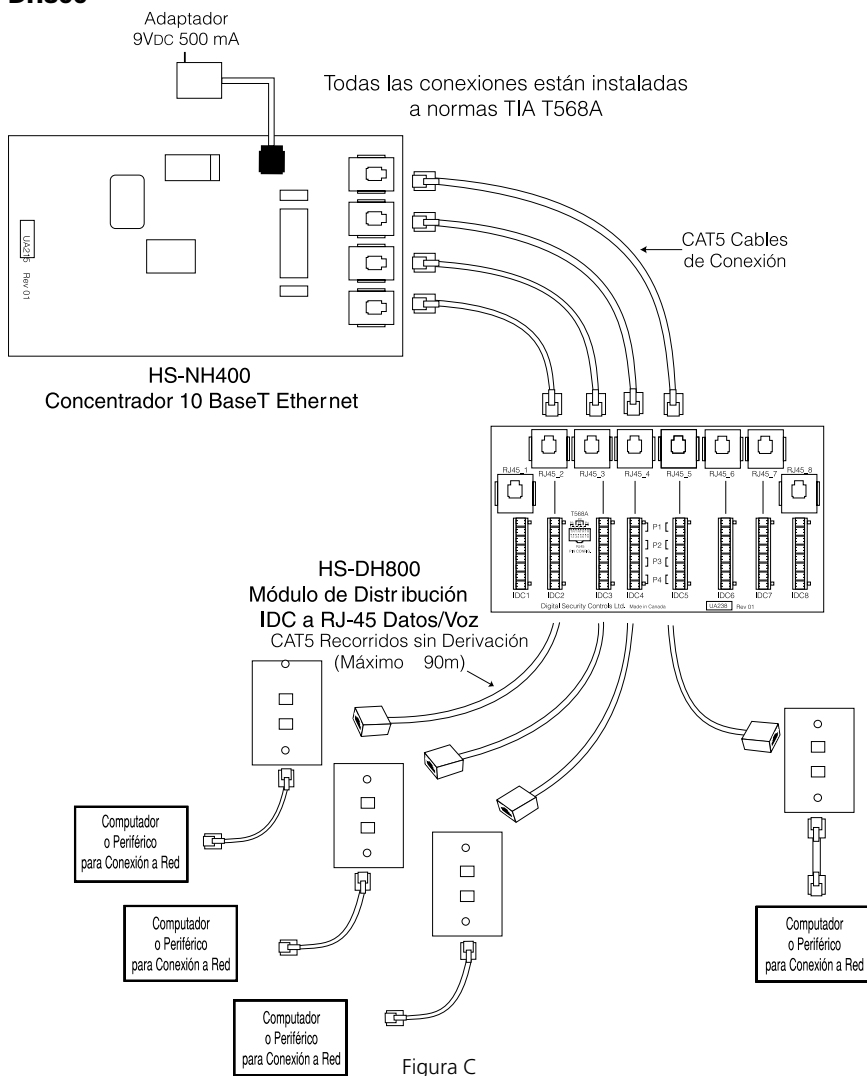 Adaptador
9VDC 500 mA
Todas las conexiones están instaladas
a normas TIA T568A
UA215 Rev 01
CAT5 Cables
de Conexión
HS-NH400
Concentrador 10 BaseT Ethernet
RJ45_1 RJ45_2 RJ45_3 RJ45_4 RJ45_5 RJ45_6 RJ45_7 RJ45_8
T568A
PIN CONFIG.
P1
P2
P3
P4
IDC1 IDC2 IDC3 IDC4 IDC5 IDC6 IDC7 IDC8
Digital Security Controls Ltd. Made in Canada UA238 Rev 01
HS-DH800
Módulo de Distribución
IDC a RJ-45 Datos/Voz
CAT5 Recorridos sin Derivación
(Máximo 90m)
Computador
o Periférico
para Conexión a Red
Computador
o Periférico
para Conexión a Red
Computador
o Periférico
para Conexión a Red
Computador
o Periférico
para Conexión a Red
Figura C